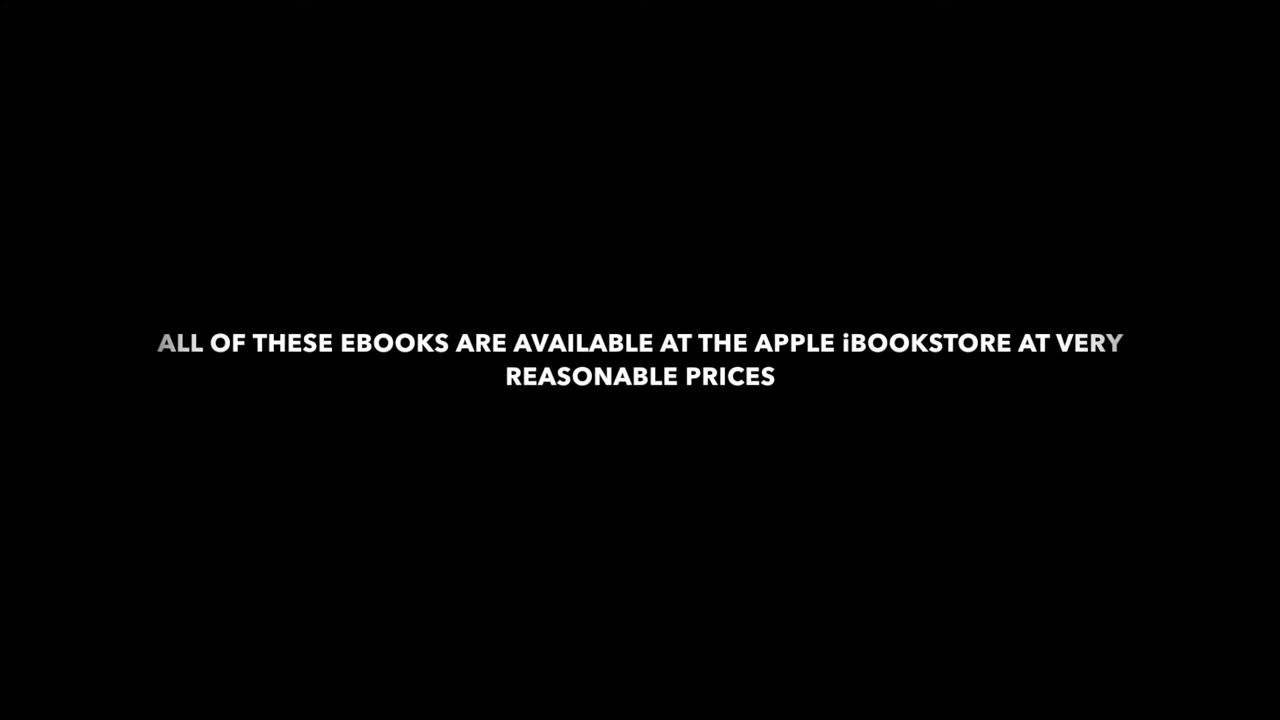 ALL OF THESE EBOOKS ARE AVAILABLE AT THE APPLE iBOOKSTORE AT VERY
REASONABLE PRICES